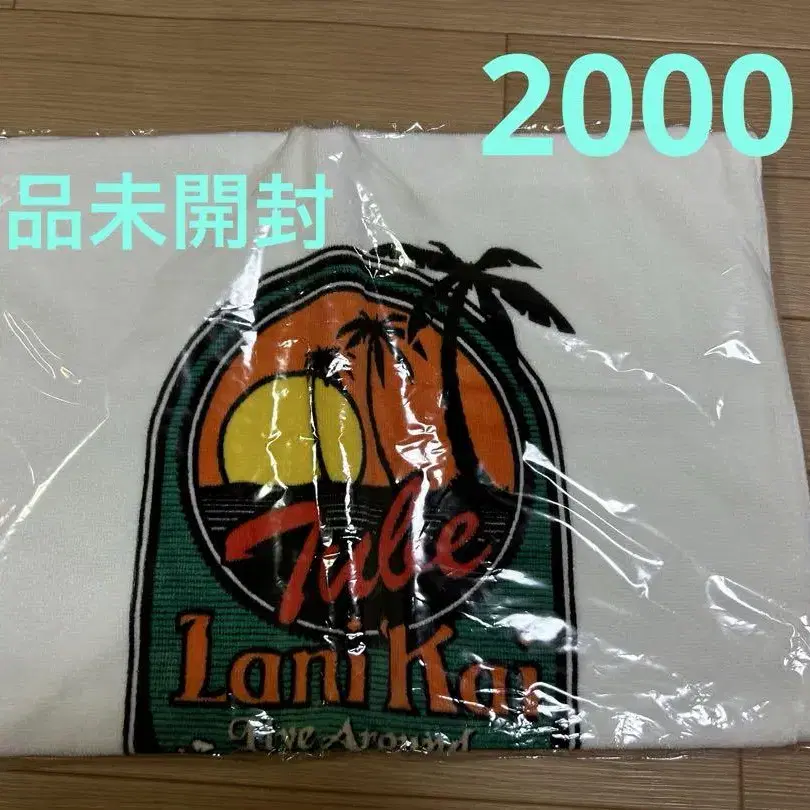 2000
品未開封
Tube
Lani Kai
Live Around